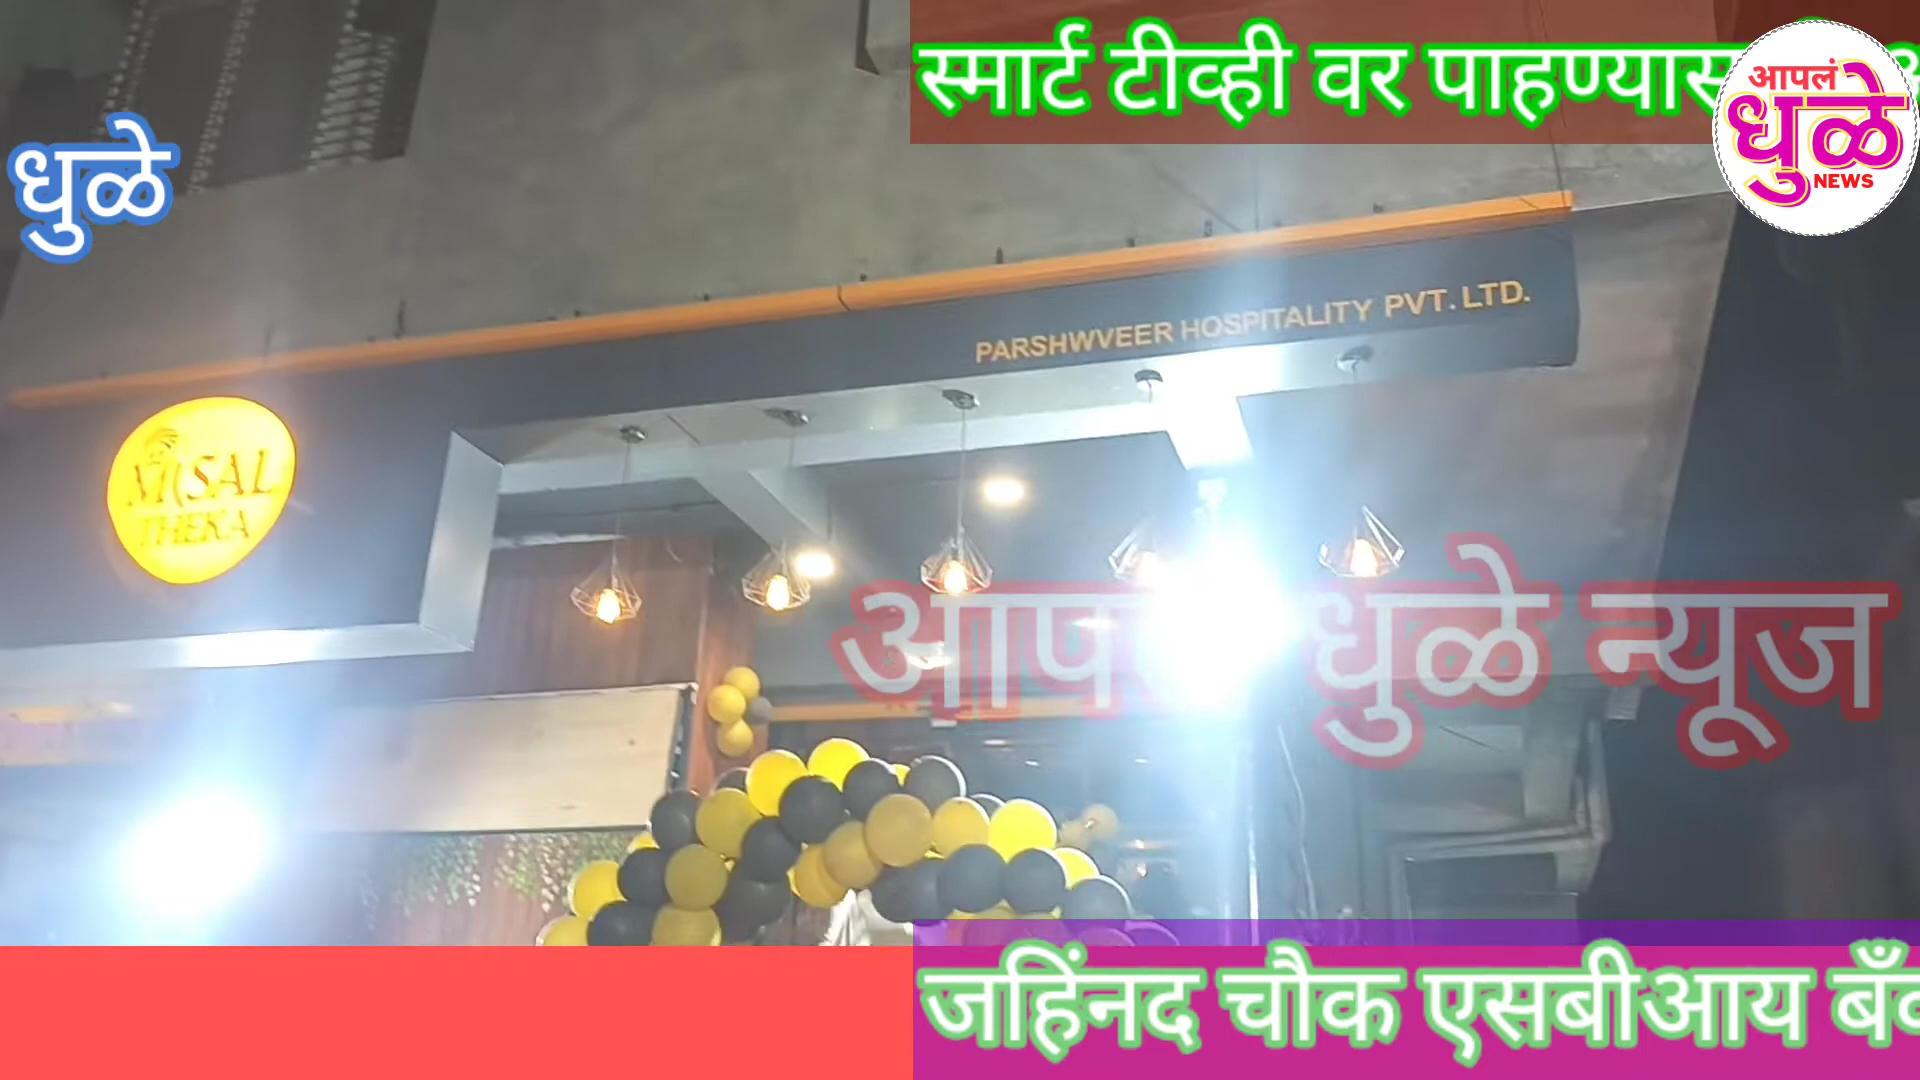 स्मार्ट टीव्ही वर पाहण्यास
आपलं
धुळे
NEWS
धुळे
PARSHWVEER HOSPITALITY PVT. LTD.
MISAL
THEKA
धुळे न्यूज
जहिंनद चौक एसबीआय